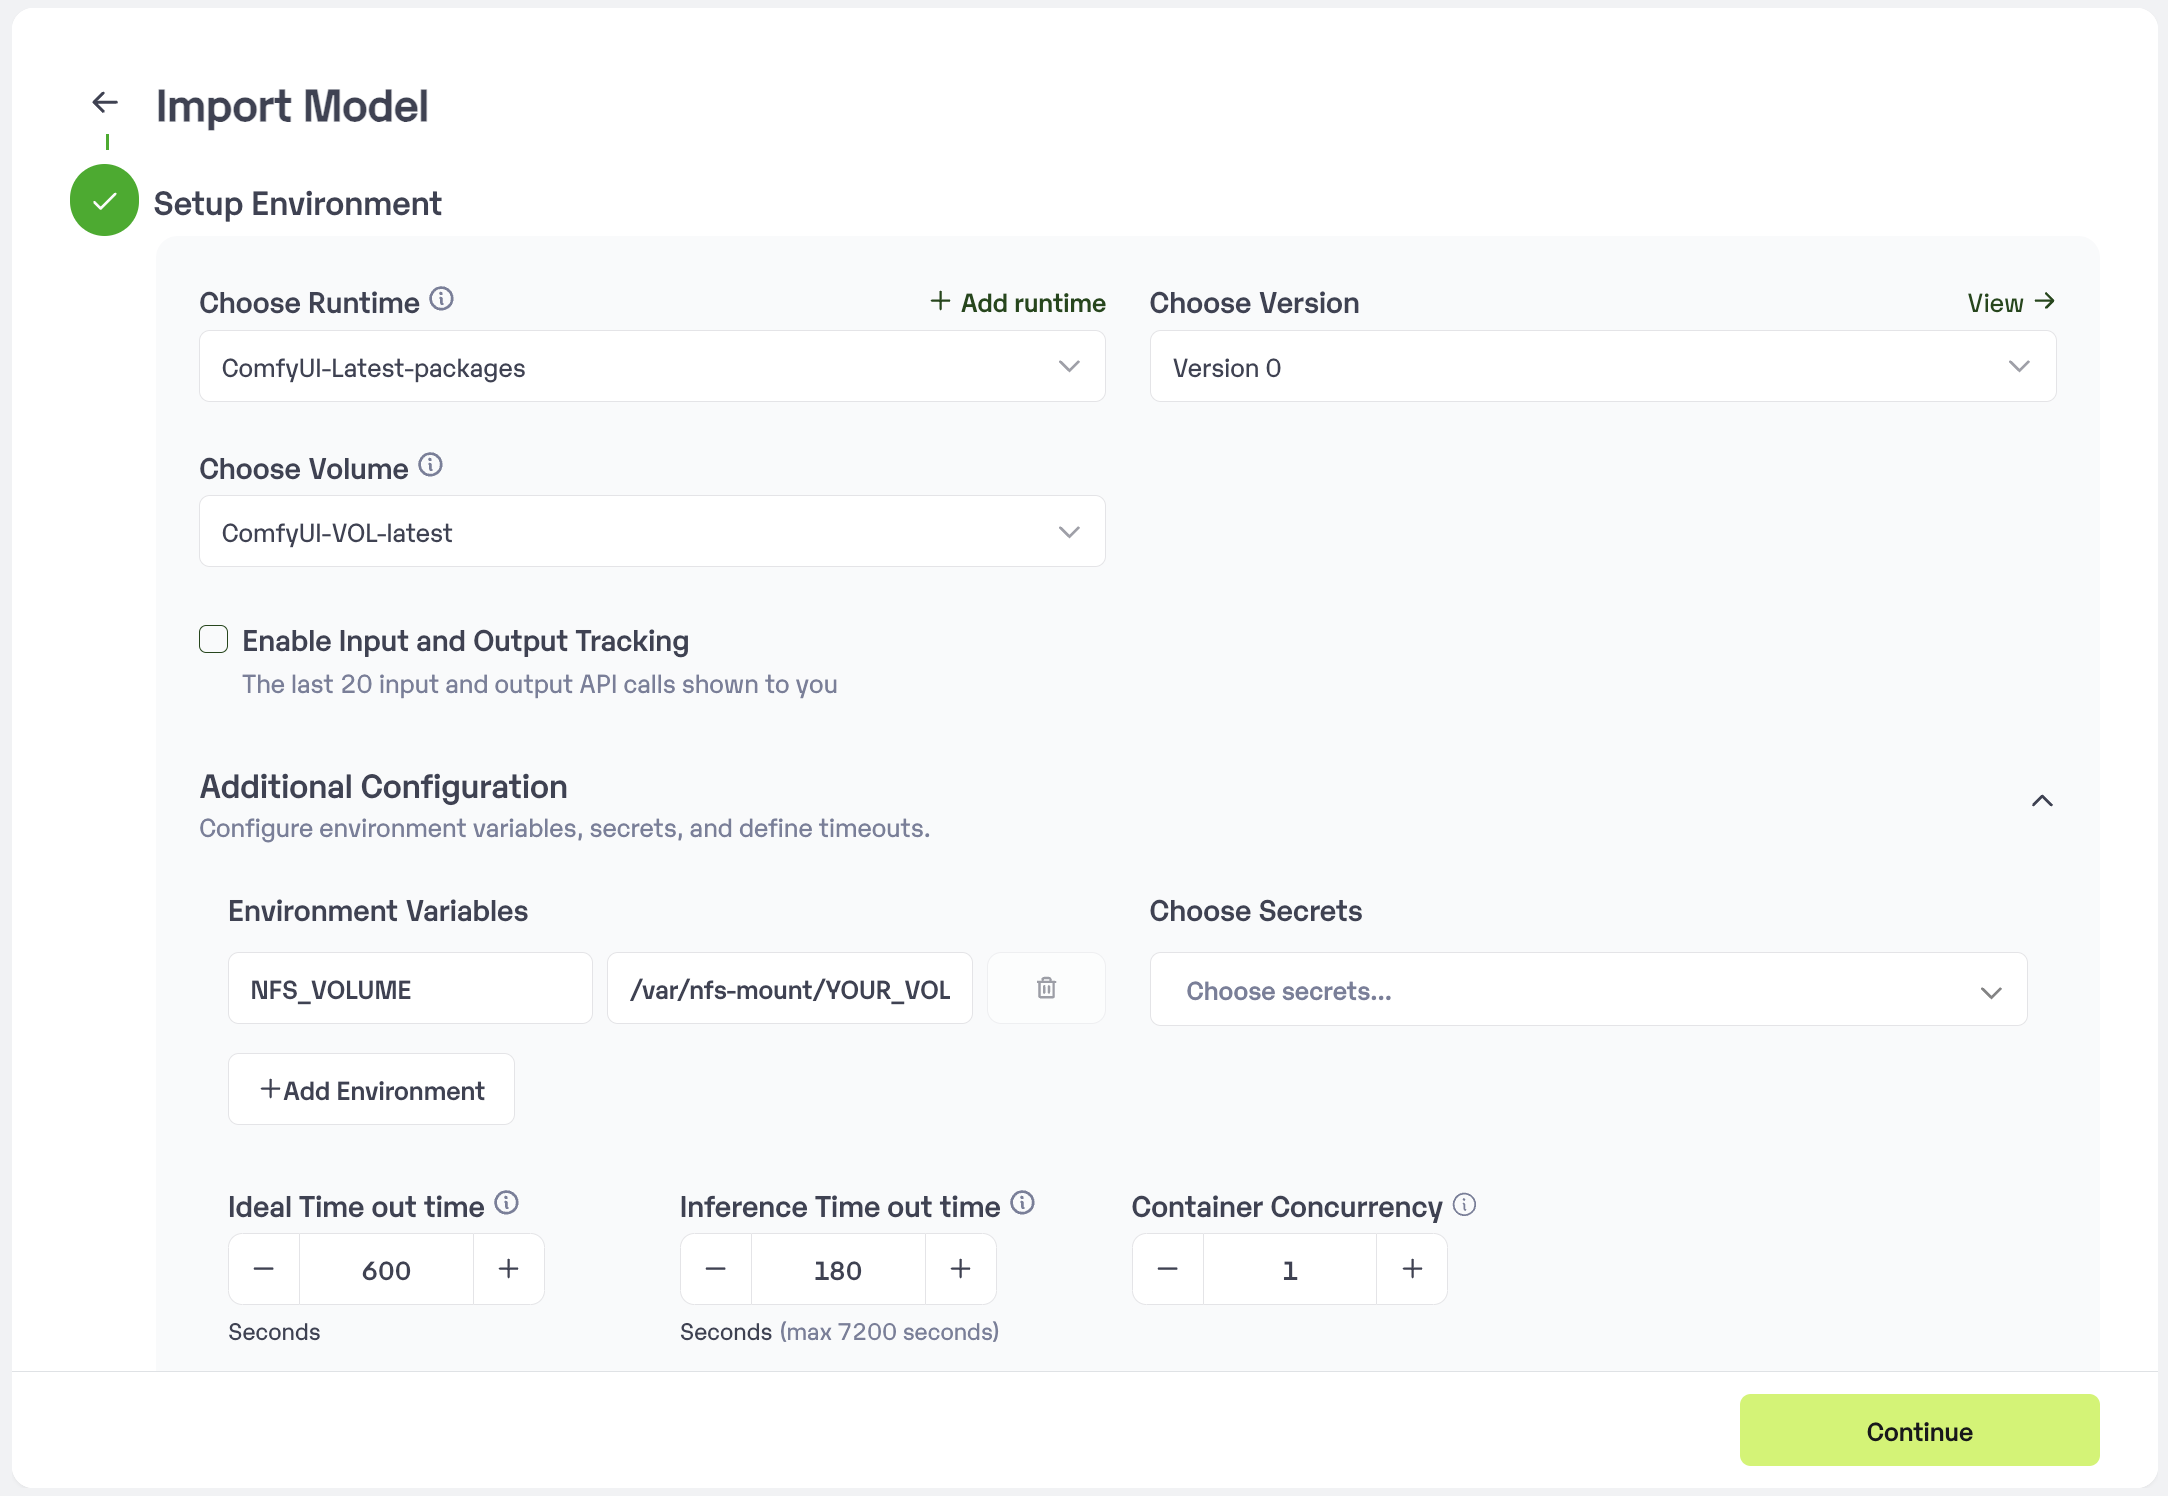 Import Model
Setup Environment
Choose Runtime
+ Add runtime
Choose Version
View →
ComfyUI-Latest-packages
Version 0
Choose Volume
ComfyUI-VOL-latest
Enable Input and Output Tracking
The last 20 input and output API calls shown to you
Additional Configuration
Configure environment variables, secrets, and define timeouts.
Environment Variables
Choose Secrets
NFS_VOLUME
/var/nfs-mount/YOUR_VOL
Choose secrets...
+Add Environment
Ideal Time out time
Inference Time out time
Container Concurrency
600
180
1
Seconds
Seconds (max 7200 seconds)
Continue